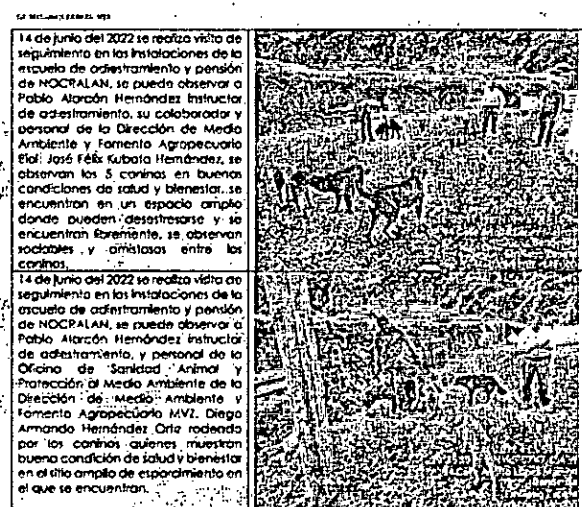 14 de junio del 2022 se realiza visita de
seguimiento en las instalaciones de la
escuela de adiestramiento y pensión
de NOCRALAN, se puede observar a
Pablo Alarcón Hernández Instructor
de adiestramiento, su colaborador y
personal de la Dirección de Medio
Ambiente y Fomento Agropecuario
Biol: José Félix Kubota Hernández, se
observan los 5 caninos en buenas
condiciones de salud y bienestar, se
encuentran en un espacio amplio
donde pueden desestresarse y se
encuentran libremente, se observan
sociables y amistosos entre los
caninos.
14 de junio del 2022 se realiza visita de
seguimiento en las instalaciones de la
escuela de adiestramiento y pensión
de NOCRALAN, se puede observar a
Pablo Alarcón Hernández instructor
de adiestramiento, y personal de la
Oficina de Sanidad Animal y
Protección al Medio Ambiente de la
Dirección de Medio Ambiente y
Fomento Agropecuario MVZ. Diego
Armando Hernández Ortiz rodeado
por los caninos quienes muestran
buena condición de salud y bienestar
en el sitio amplio de esparcimiento en
el que se encuentran.